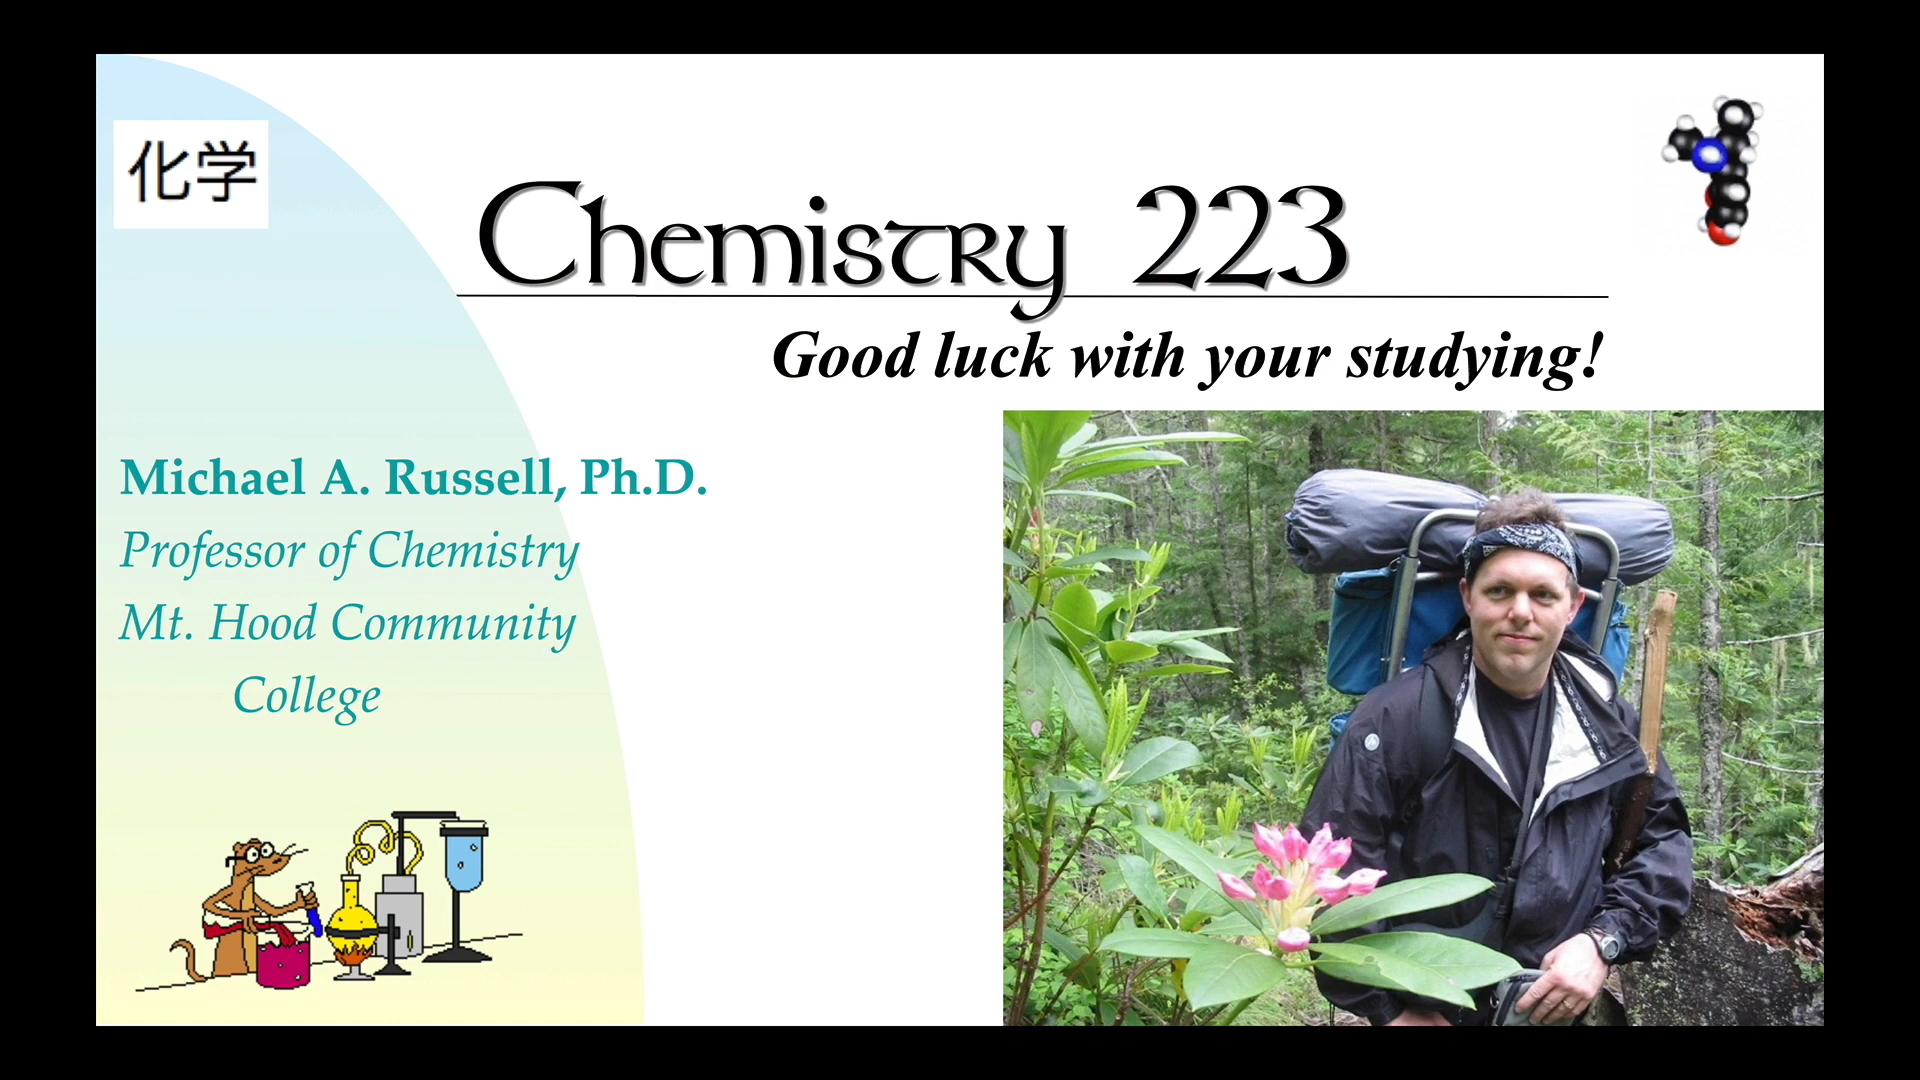 化学
Chemistry 223
Good luck with your studying!
Michael A. Russell, Ph.D.
Professor of Chemistry
Mt. Hood Community
College